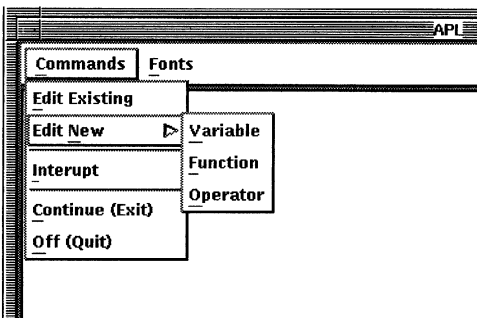 APL
Commands Fonts
Edit Existing
Edit New
Variable
Function
Operator
Interupt
Continue (Exit)
Off (Quit)